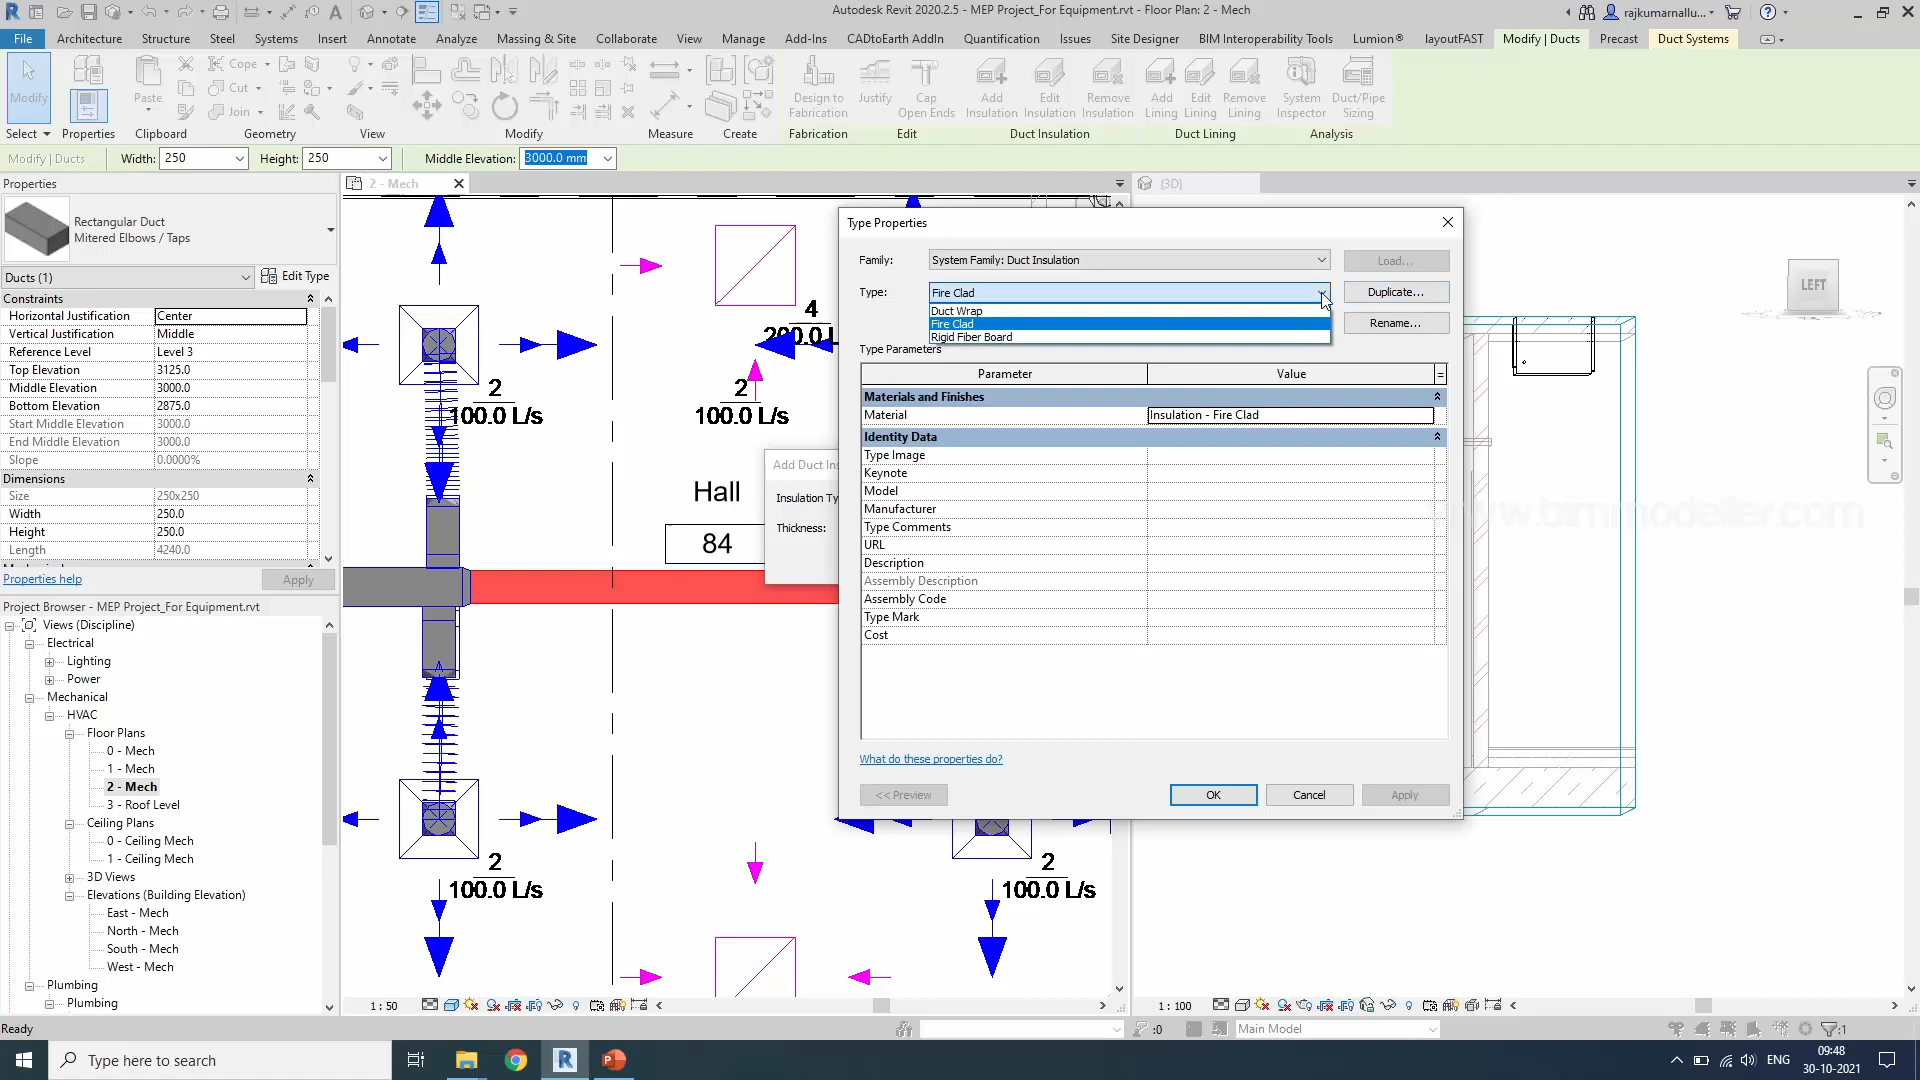 Autodesk Revit 2020.2.5 - MEP Project_For Equipment.rvt - Floor Plan: 2 - Mech
rajkumarnallu...
File Architecture Structure Steel Systems Insert Annotate Analyze Massing & Site Collaborate View Manage Add-Ins CADtoEarth AddIn Quantification Issues Site Designer BIM Interoperability Tools Lumion® layoutFAST Modify | Ducts Precast Duct Systems
Cope
Cut
Join
Modify
Paste
Design to Fabrication
Justify
Cap Open Ends
Add Insulation
Edit Insulation
Remove Insulation
Add Lining
Edit Lining
Remove Lining
System Inspector
Duct/Pipe Sizing
Select Properties Clipboard Geometry View Modify Measure Create Fabrication Edit Duct Insulation Duct Lining Analysis
Modify | Ducts Width: 250 Height: 250 Middle Elevation: 3000.0 mm
Properties
Rectangular Duct
Mitered Elbows / Taps
Ducts (1) Edit Type
Constraints
Horizontal Justification Center
Vertical Justification Middle
Reference Level Level 3
Top Elevation 3125.0
Middle Elevation 3000.0
Bottom Elevation 2875.0
Start Middle Elevation 3000.0
End Middle Elevation 3000.0
Slope 0.0000%
Dimensions
Size 250x250
Width 250.0
Height 250.0
Length 4240.0
Properties help Apply
Project Browser - MEP Project_For Equipment.rvt
Views (Discipline)
Electrical
Lighting
Power
Mechanical
HVAC
Floor Plans
0 - Mech
1 - Mech
2 - Mech
3 - Roof Level
Ceiling Plans
0 - Ceiling Mech
1 - Ceiling Mech
3D Views
Elevations (Building Elevation)
East - Mech
North - Mech
South - Mech
West - Mech
Plumbing
Plumbing
2 - Mech
{3D}
4
200.0 L/
2
100.0 L/s
2
100.0 L/s
Hall
84
2
100.0 L/s
2
100.0 L/s
Add Duct Ins
Insulation Ty
Thickness:
Type Properties
Family: System Family: Duct Insulation Load...
Type: Fire Clad Duplicate...
Duct Wrap
Fire Clad Rename...
Rigid Fiber Board
Type Parameters
Parameter Value =
Materials and Finishes
Material Insulation - Fire Clad
Identity Data
Type Image
Keynote
Model
Manufacturer
Type Comments
URL
Description
Assembly Description
Assembly Code
Type Mark
Cost
What do these properties do?
<< Preview OK Cancel Apply
LEFT
www.bimmodeller.com
1 : 50
1 : 100
Ready
:0
Main Model
:1
Type here to search
ENG
09:48
30-10-2021